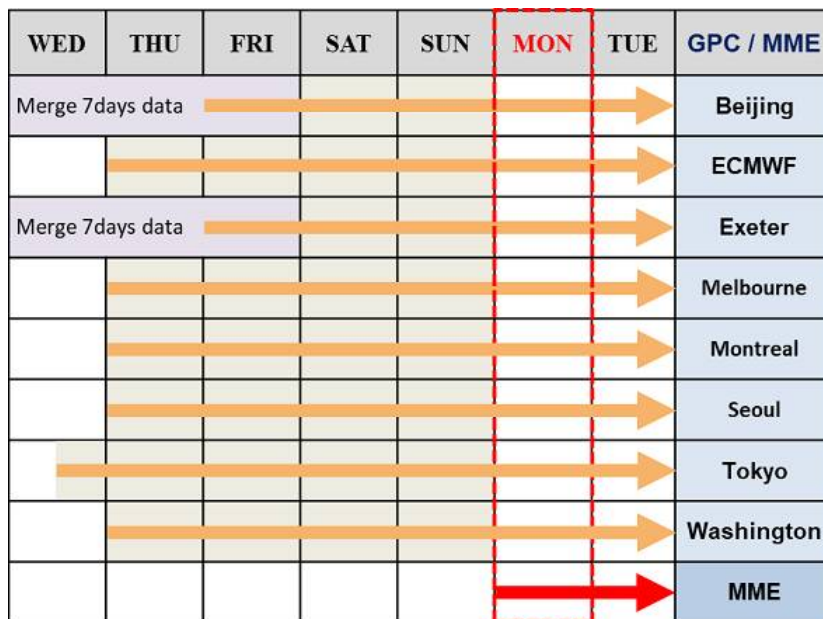 WED THU FRI SAT SUN MON TUE GPC / MME
Merge 7days data Beijing
ECMWF
Merge 7days data Exeter
Melbourne
Montreal
Seoul
Tokyo
Washington
MME